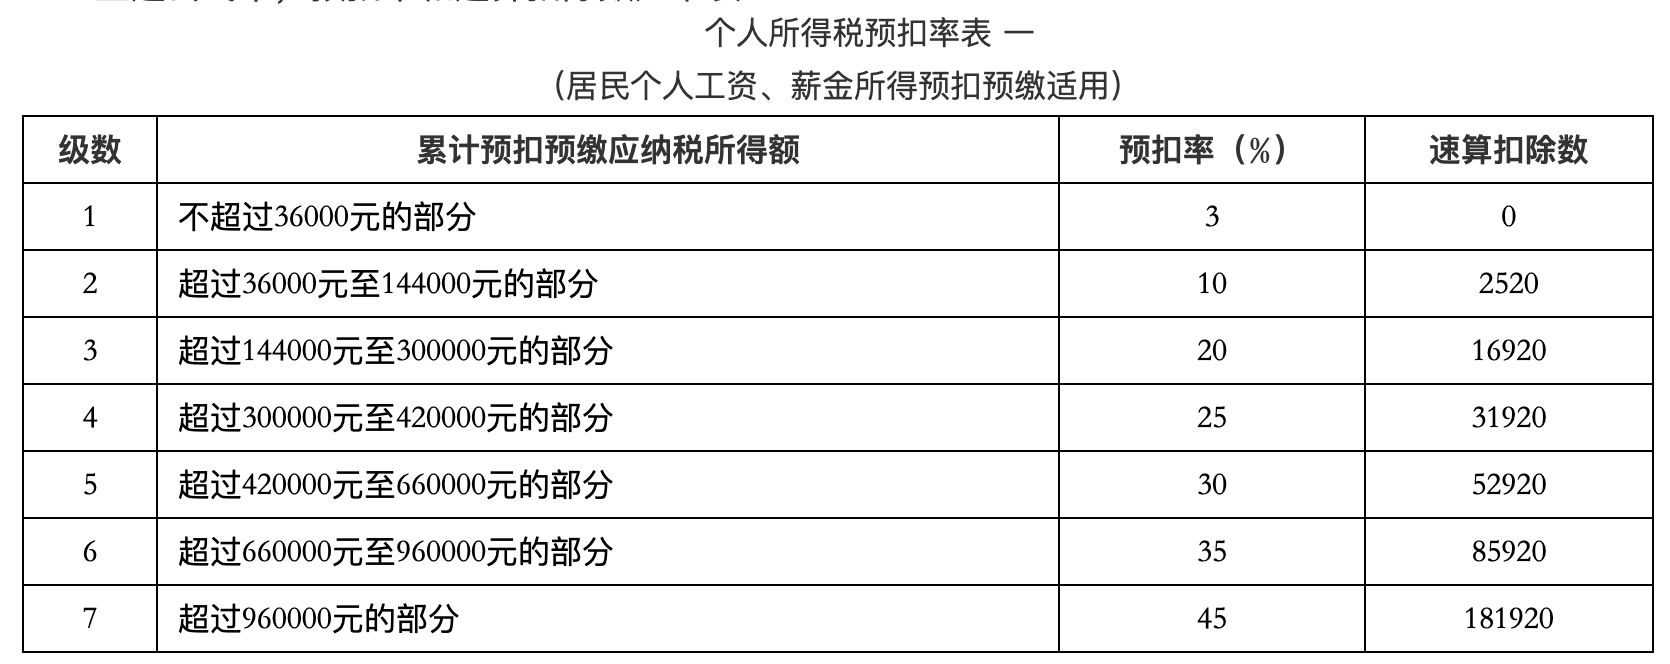 个人所得税预扣率表 一
（居民个人工资、薪金所得预扣预缴适用）
级数 累计预扣预缴应纳税所得额 预扣率（%） 速算扣除数
1 不超过36000元的部分 3 0
2 超过36000元至144000元的部分 10 2520
3 超过144000元至300000元的部分 20 16920
4 超过300000元至420000元的部分 25 31920
5 超过420000元至660000元的部分 30 52920
6 超过660000元至960000元的部分 35 85920
7 超过960000元的部分 45 181920